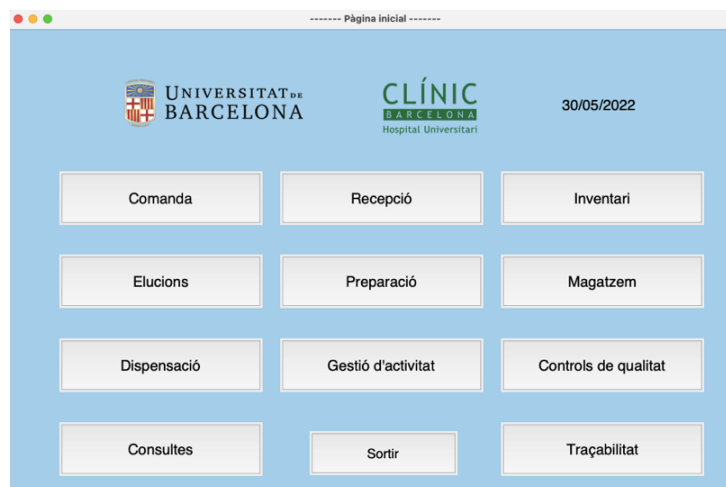 ------- Pàgina inicial -------
UNIVERSITAT DE
BARCELONA
CLÍNIC
BARCELONA
Hospital Universitari
30/05/2022
Comanda
Recepció
Inventari
Elucions
Preparació
Magatzem
Dispensació
Gestió d'activitat
Controls de qualitat
Consultes
Sortir
Traçabilitat